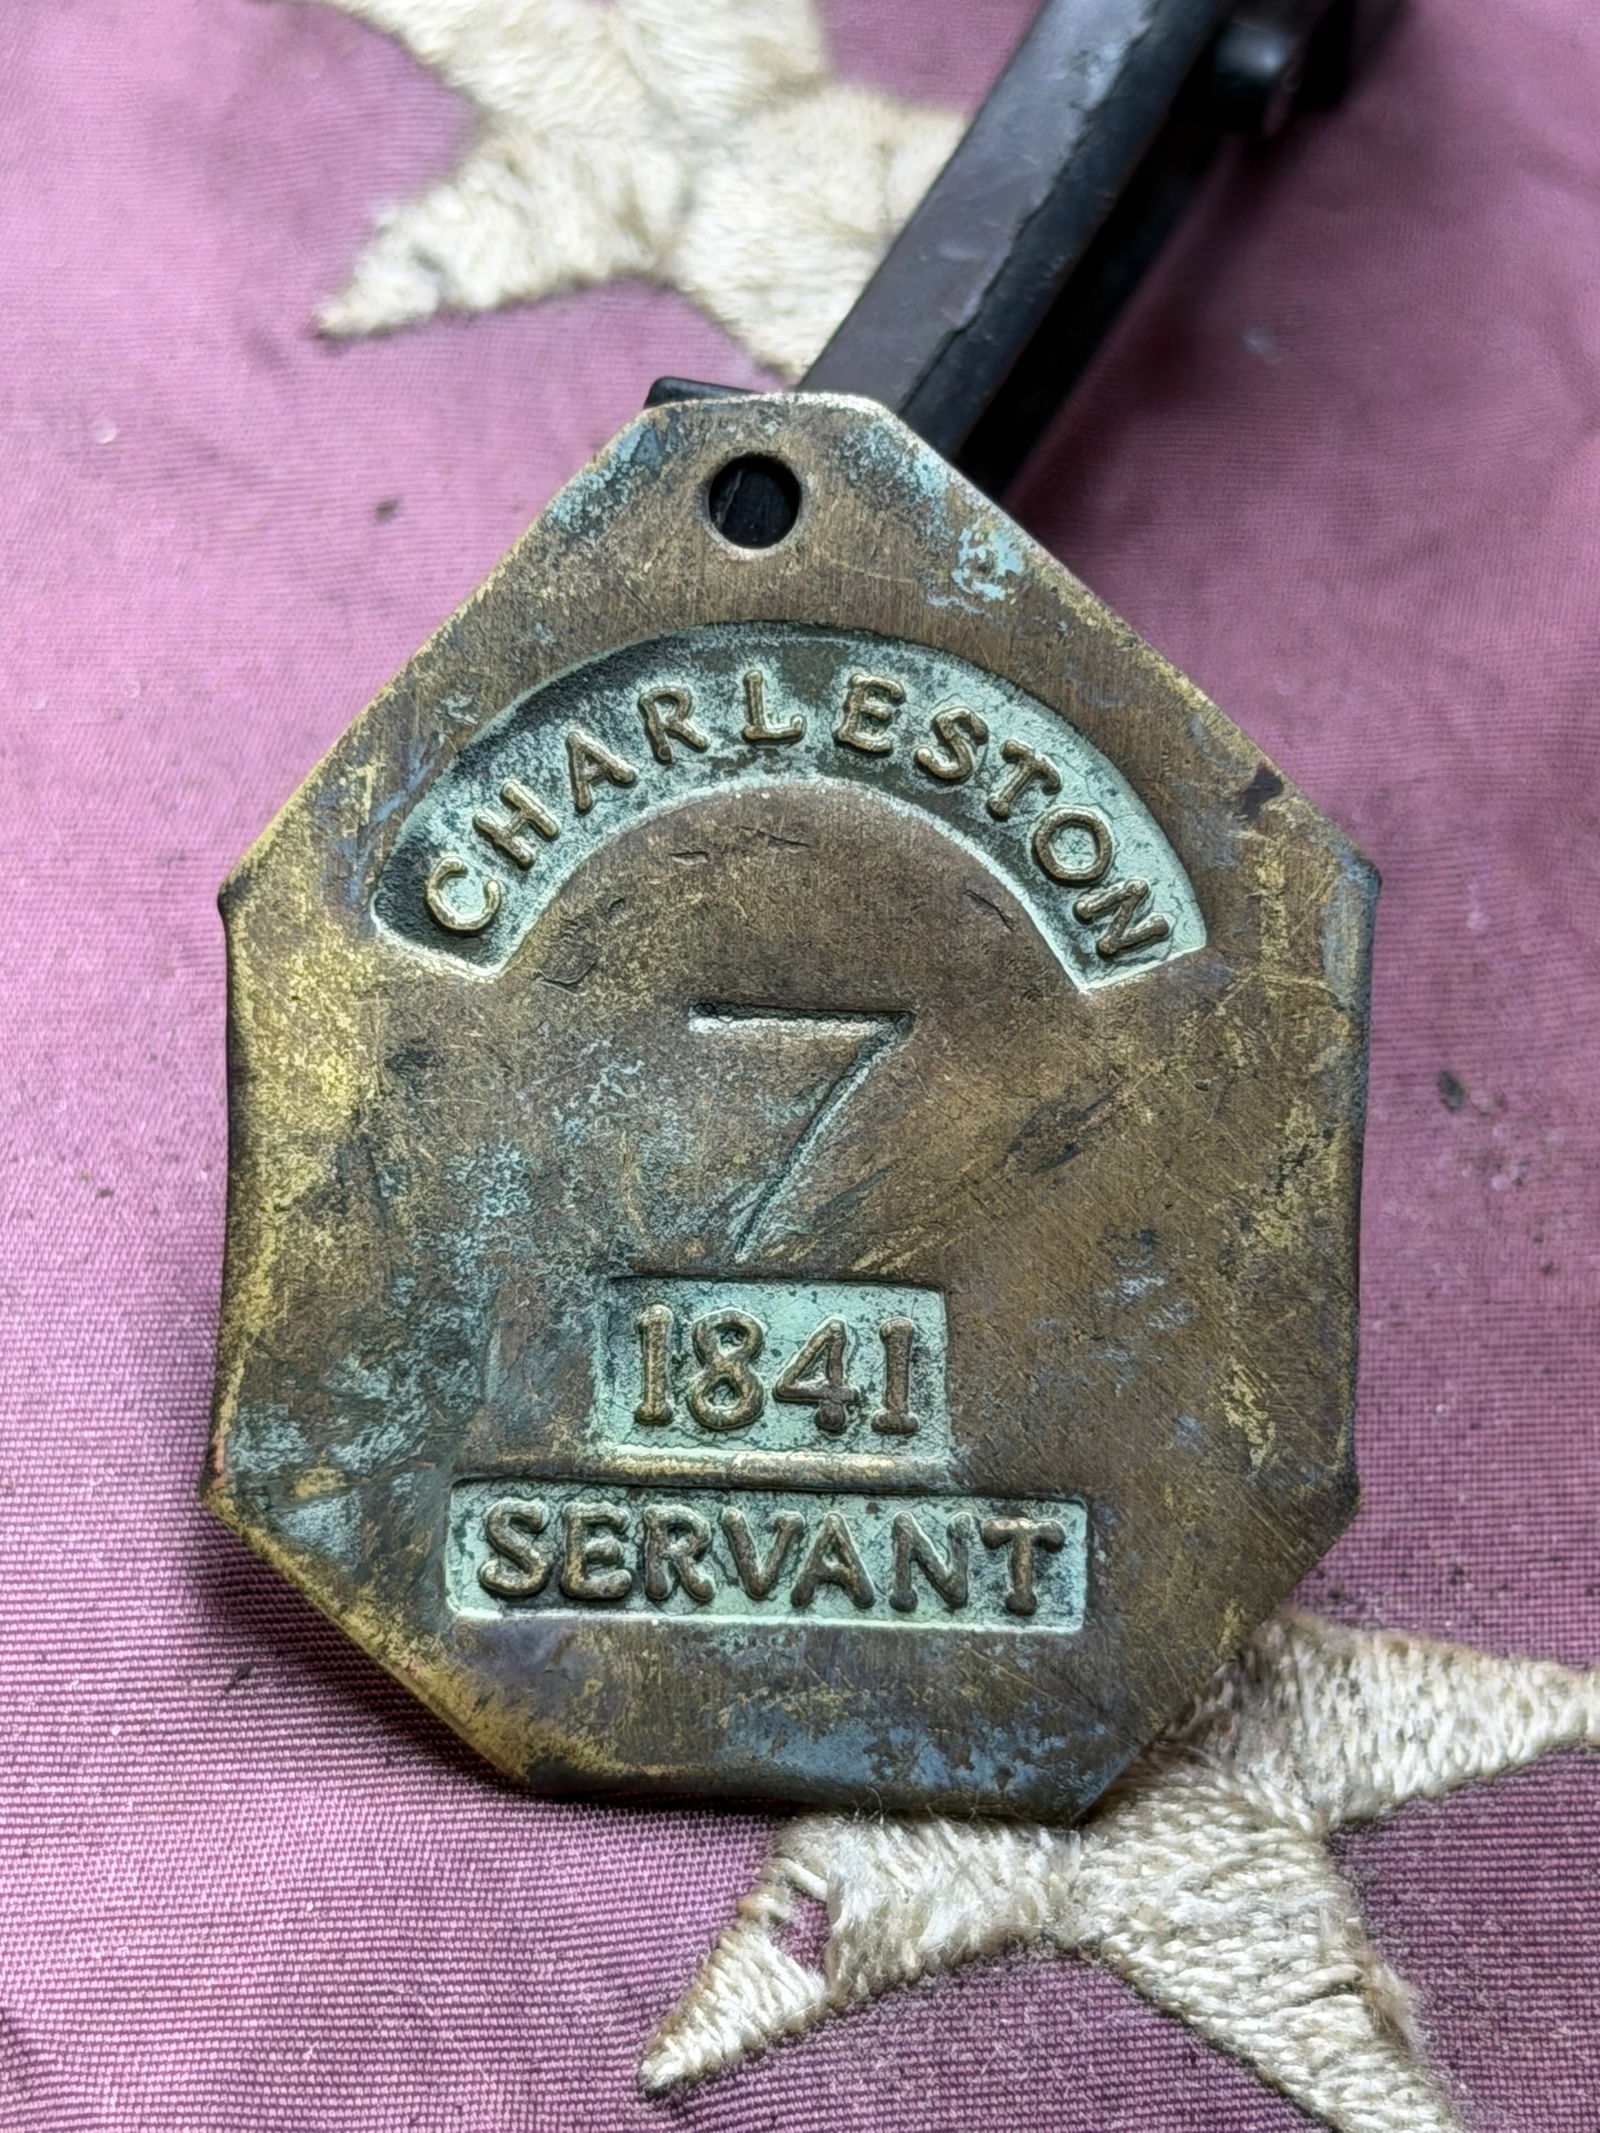 CHARLESTON
7
1841
SERVANT